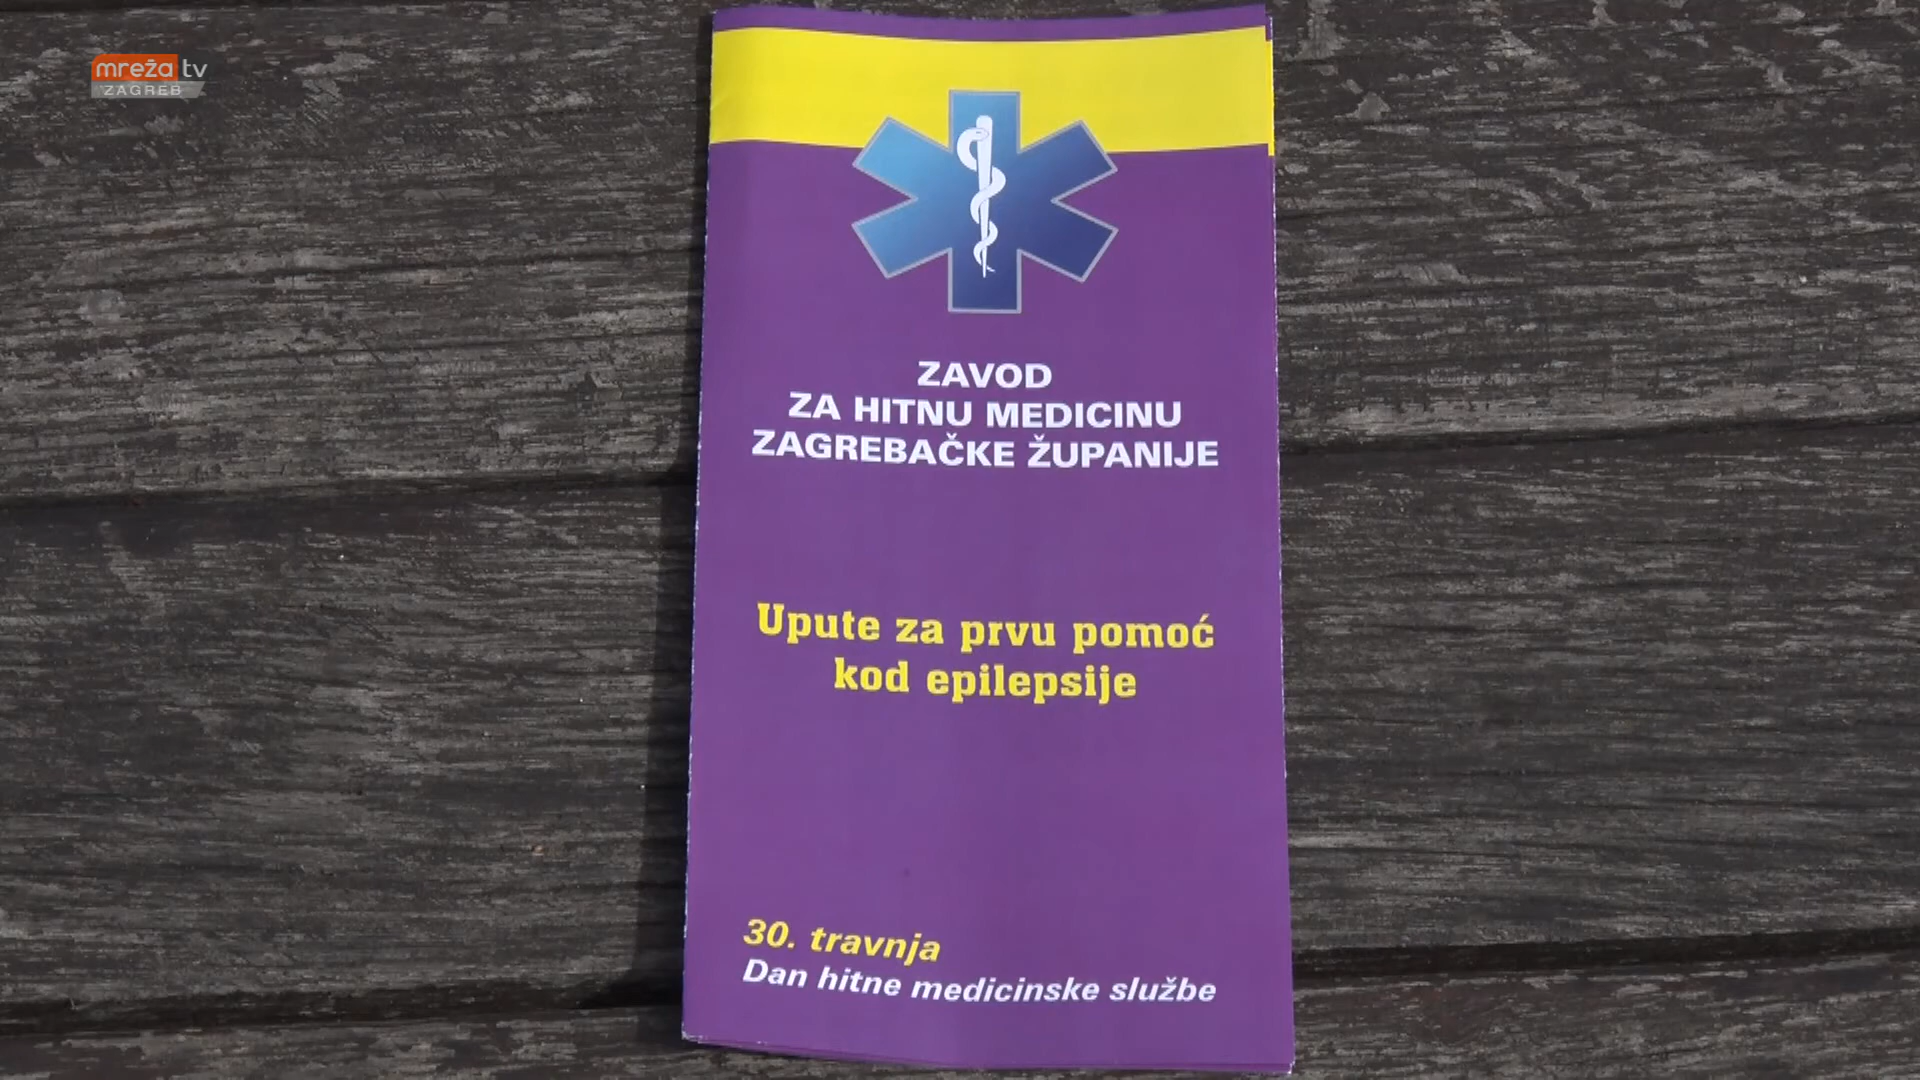 mreža tv
ZAGREB
ZAVOD
ZA HITNU MEDICINU
ZAGREBAČKE ŽUPANIJE
Upute za prvu pomoć
kod epilepsije
30. travnja
Dan hitne medicinske službe